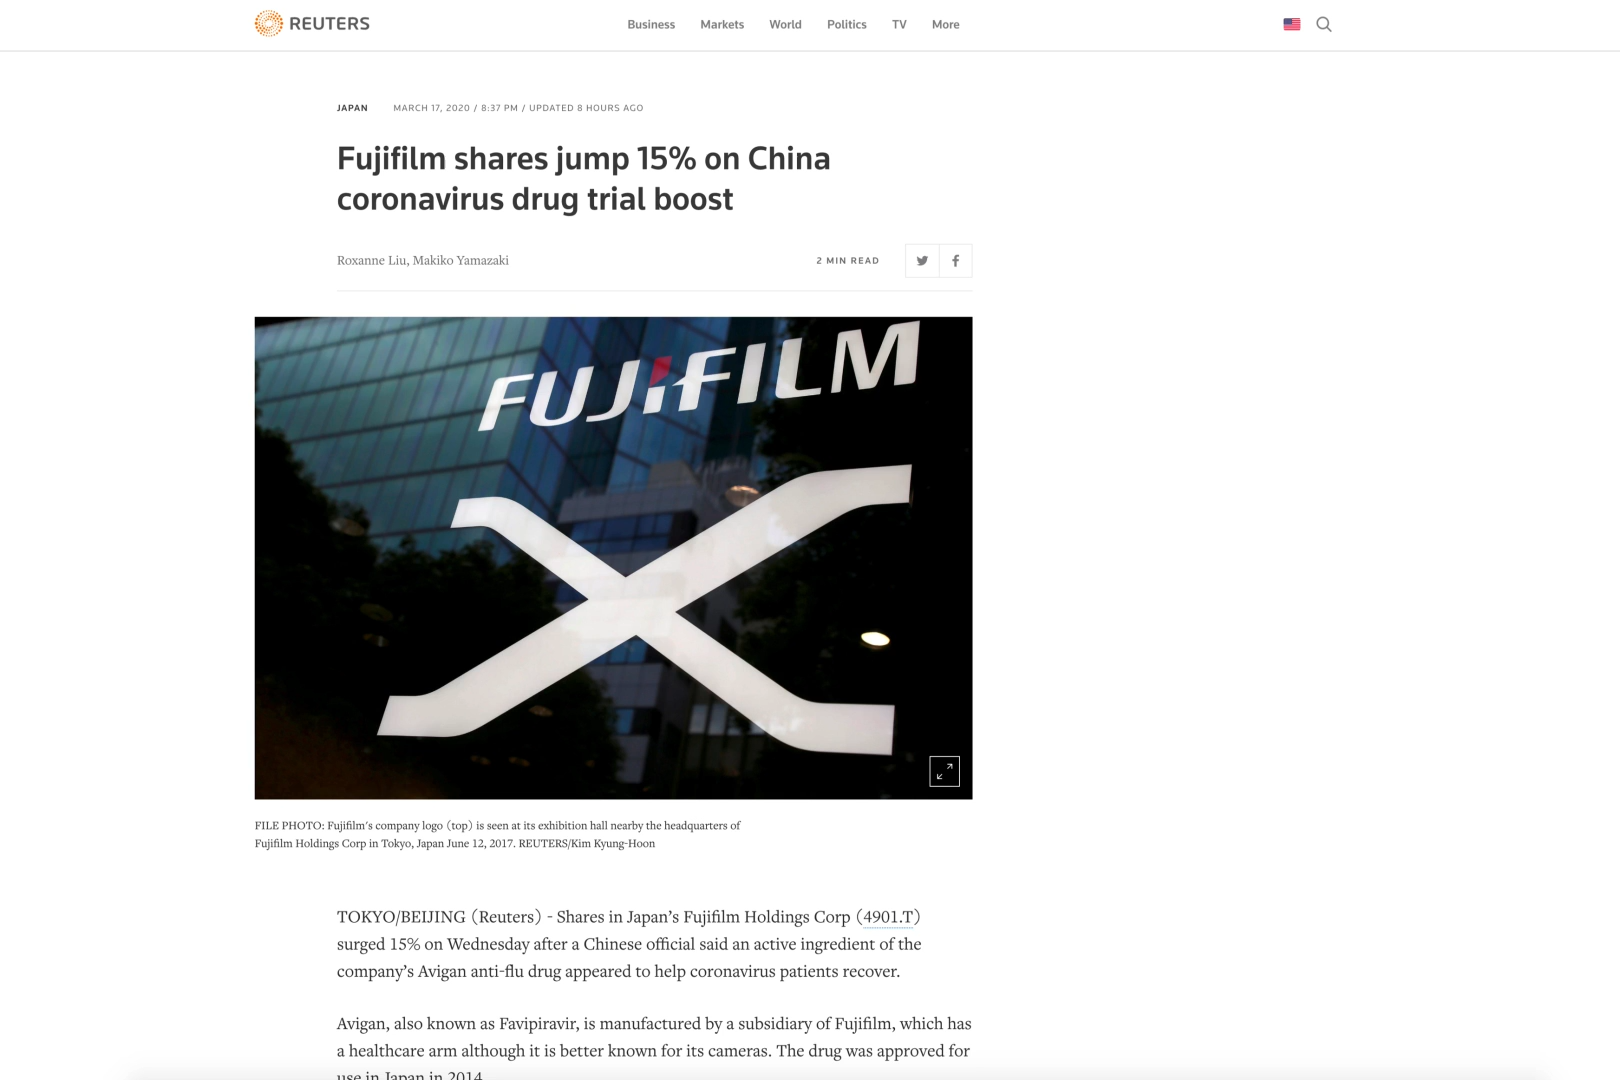 REUTERS
Business Markets World Politics TV More
JAPAN MARCH 17, 2020 / 8:37 PM / UPDATED 8 HOURS AGO
Fujifilm shares jump 15% on China
coronavirus drug trial boost
Roxanne Liu, Makiko Yamazaki
2 MIN READ
FUJIFILM
FILE PHOTO: Fujifilm's company logo (top) is seen at its exhibition hall nearby the headquarters of
Fujifilm Holdings Corp in Tokyo, Japan June 12, 2017. REUTERS/Kim Kyung-Hoon
TOKYO/BEIJING (Reuters) - Shares in Japan’s Fujifilm Holdings Corp (4901.T)
surged 15% on Wednesday after a Chinese official said an active ingredient of the
company’s Avigan anti-flu drug appeared to help coronavirus patients recover.
Avigan, also known as Favipiravir, is manufactured by a subsidiary of Fujifilm, which has
a healthcare arm although it is better known for its cameras. The drug was approved for
use in Japan in 2014.